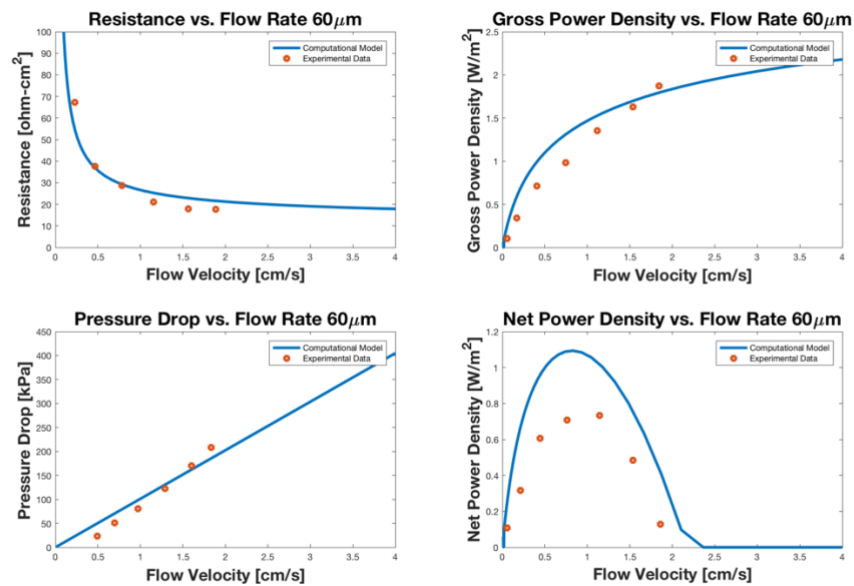 Resistance vs. Flow Rate 60μm
Resistance [ohm-cm²]
100
90
80
70
60
50
40
30
20
10
0
0 0.5 1 1.5 2 2.5 3 3.5 4
Flow Velocity [cm/s]
Computational Model
Experimental Data
Gross Power Density vs. Flow Rate 60μm
Gross Power Density [W/m²]
2.5
2
1.5
1
0.5
0
0 0.5 1 1.5 2 2.5 3 3.5 4
Flow Velocity [cm/s]
Computational Model
Experimental Data
Pressure Drop vs. Flow Rate 60μm
Pressure Drop [kPa]
450
400
350
300
250
200
150
100
50
0
0 0.5 1 1.5 2 2.5 3 3.5 4
Flow Velocity [cm/s]
Computational Model
Experimental Data
Net Power Density vs. Flow Rate 60μm
Net Power Density [W/m²]
1.2
1
0.8
0.6
0.4
0.2
0
0 0.5 1 1.5 2 2.5 3 3.5 4
Flow Velocity [cm/s]
Computational Model
Experimental Data